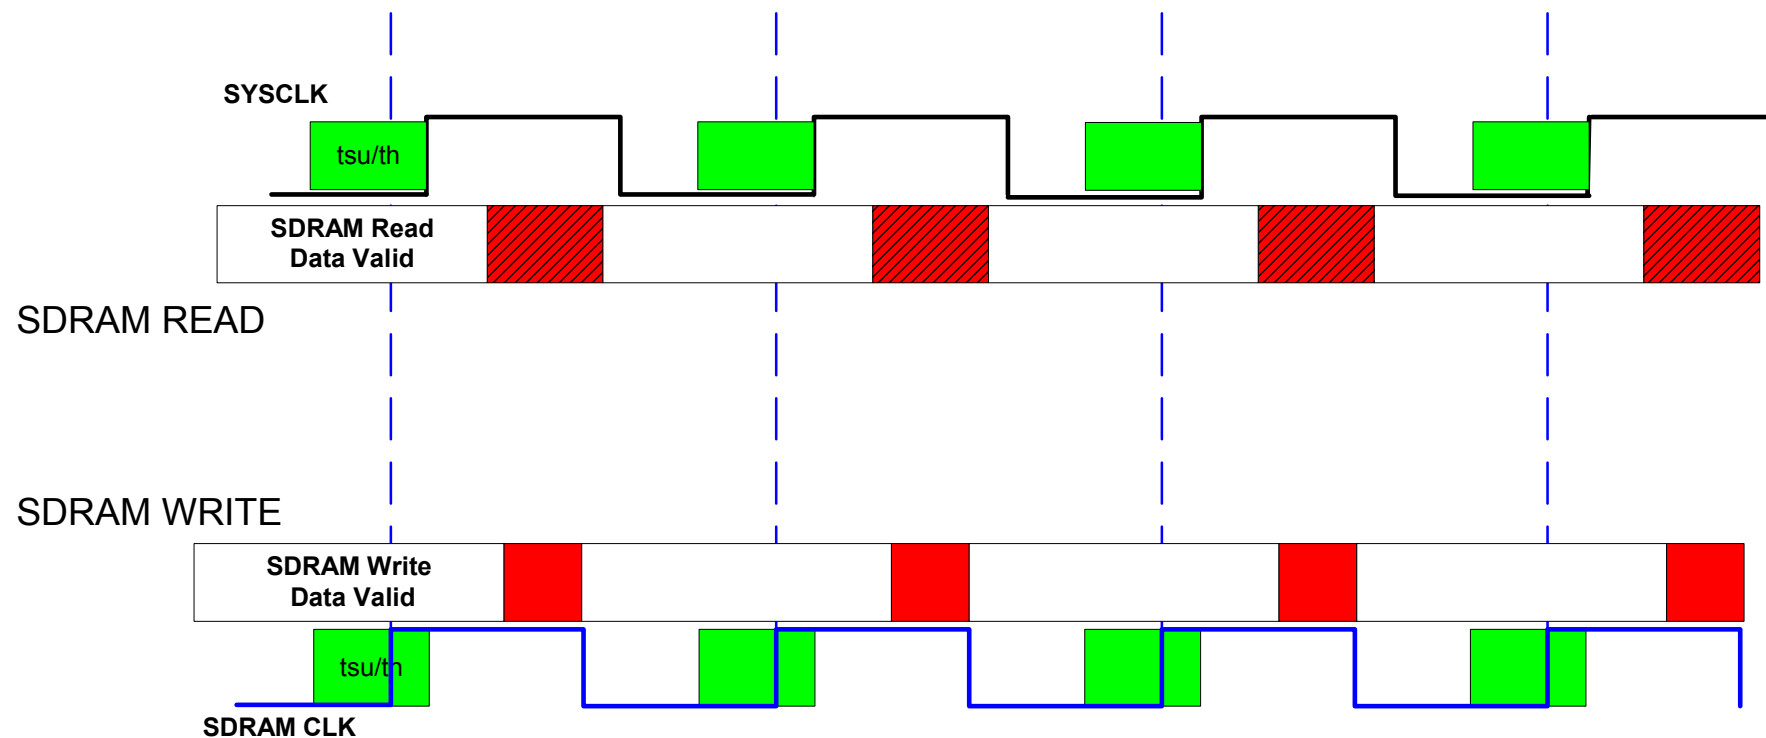 SYSCLK
tsu/th
SDRAM Read
Data Valid
SDRAM READ
SDRAM WRITE
SDRAM Write
Data Valid
tsu/th
SDRAM CLK